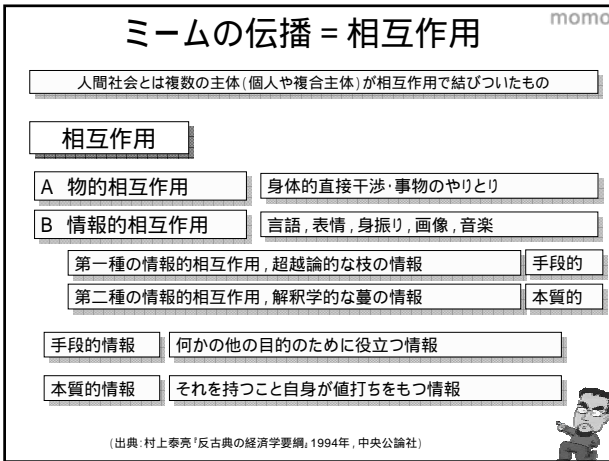 momo
ミームの伝播 = 相互作用
人間社会とは複数の主体(個人や複合主体)が相互作用で結びついたもの
相互作用
A 物的相互作用 身体的直接干渉･事物のやりとり
B 情報的相互作用 言語,表情,身振り,画像,音楽
第一種の情報的相互作用,超越論的な枝の情報 手段的
第二種の情報的相互作用,解釈学的な蔓の情報 本質的
手段的情報 何かの他の目的のために役立つ情報
本質的情報 それを持つこと自身が値打ちをもつ情報
(出典:村上泰亮『反古典の経済学要綱』1994年,中央公論社)